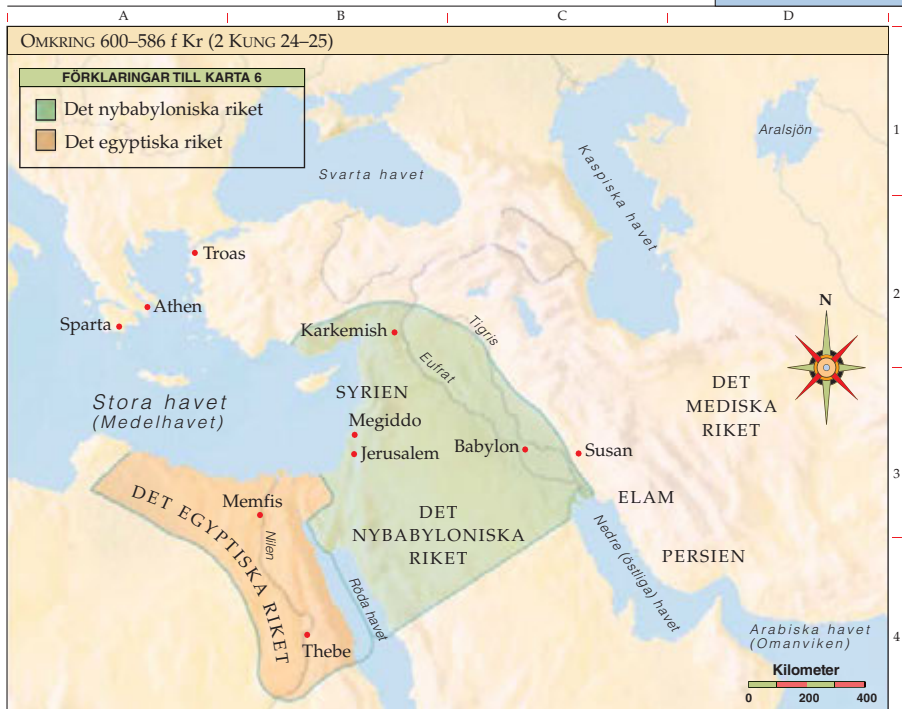 A B C D
OMKRING 600–586 f Kr (2 KUNG 24–25)
FÖRKLARINGAR TILL KARTA 6
Det nybabyloniska riket
Det egyptiska riket
1
Aralsjön
Svarta havet
Kaspiska havet
Troas
2
Athen
N
Sparta
Karkemish
Tigris
Eufrat
SYRIEN
DET
MEDISKA
RIKET
Stora havet
(Medelhavet)
Megiddo
Jerusalem
Babylon
Susan
3
DET EGYPTISKA RIKET
Memfis
Nilen
ELAM
DET
NYBABYLONISKA
RIKET
Nedre (östliga) havet
PERSIEN
Röda havet
Thebe
Arabiska havet
(Omanviken)
4
Kilometer
0 200 400